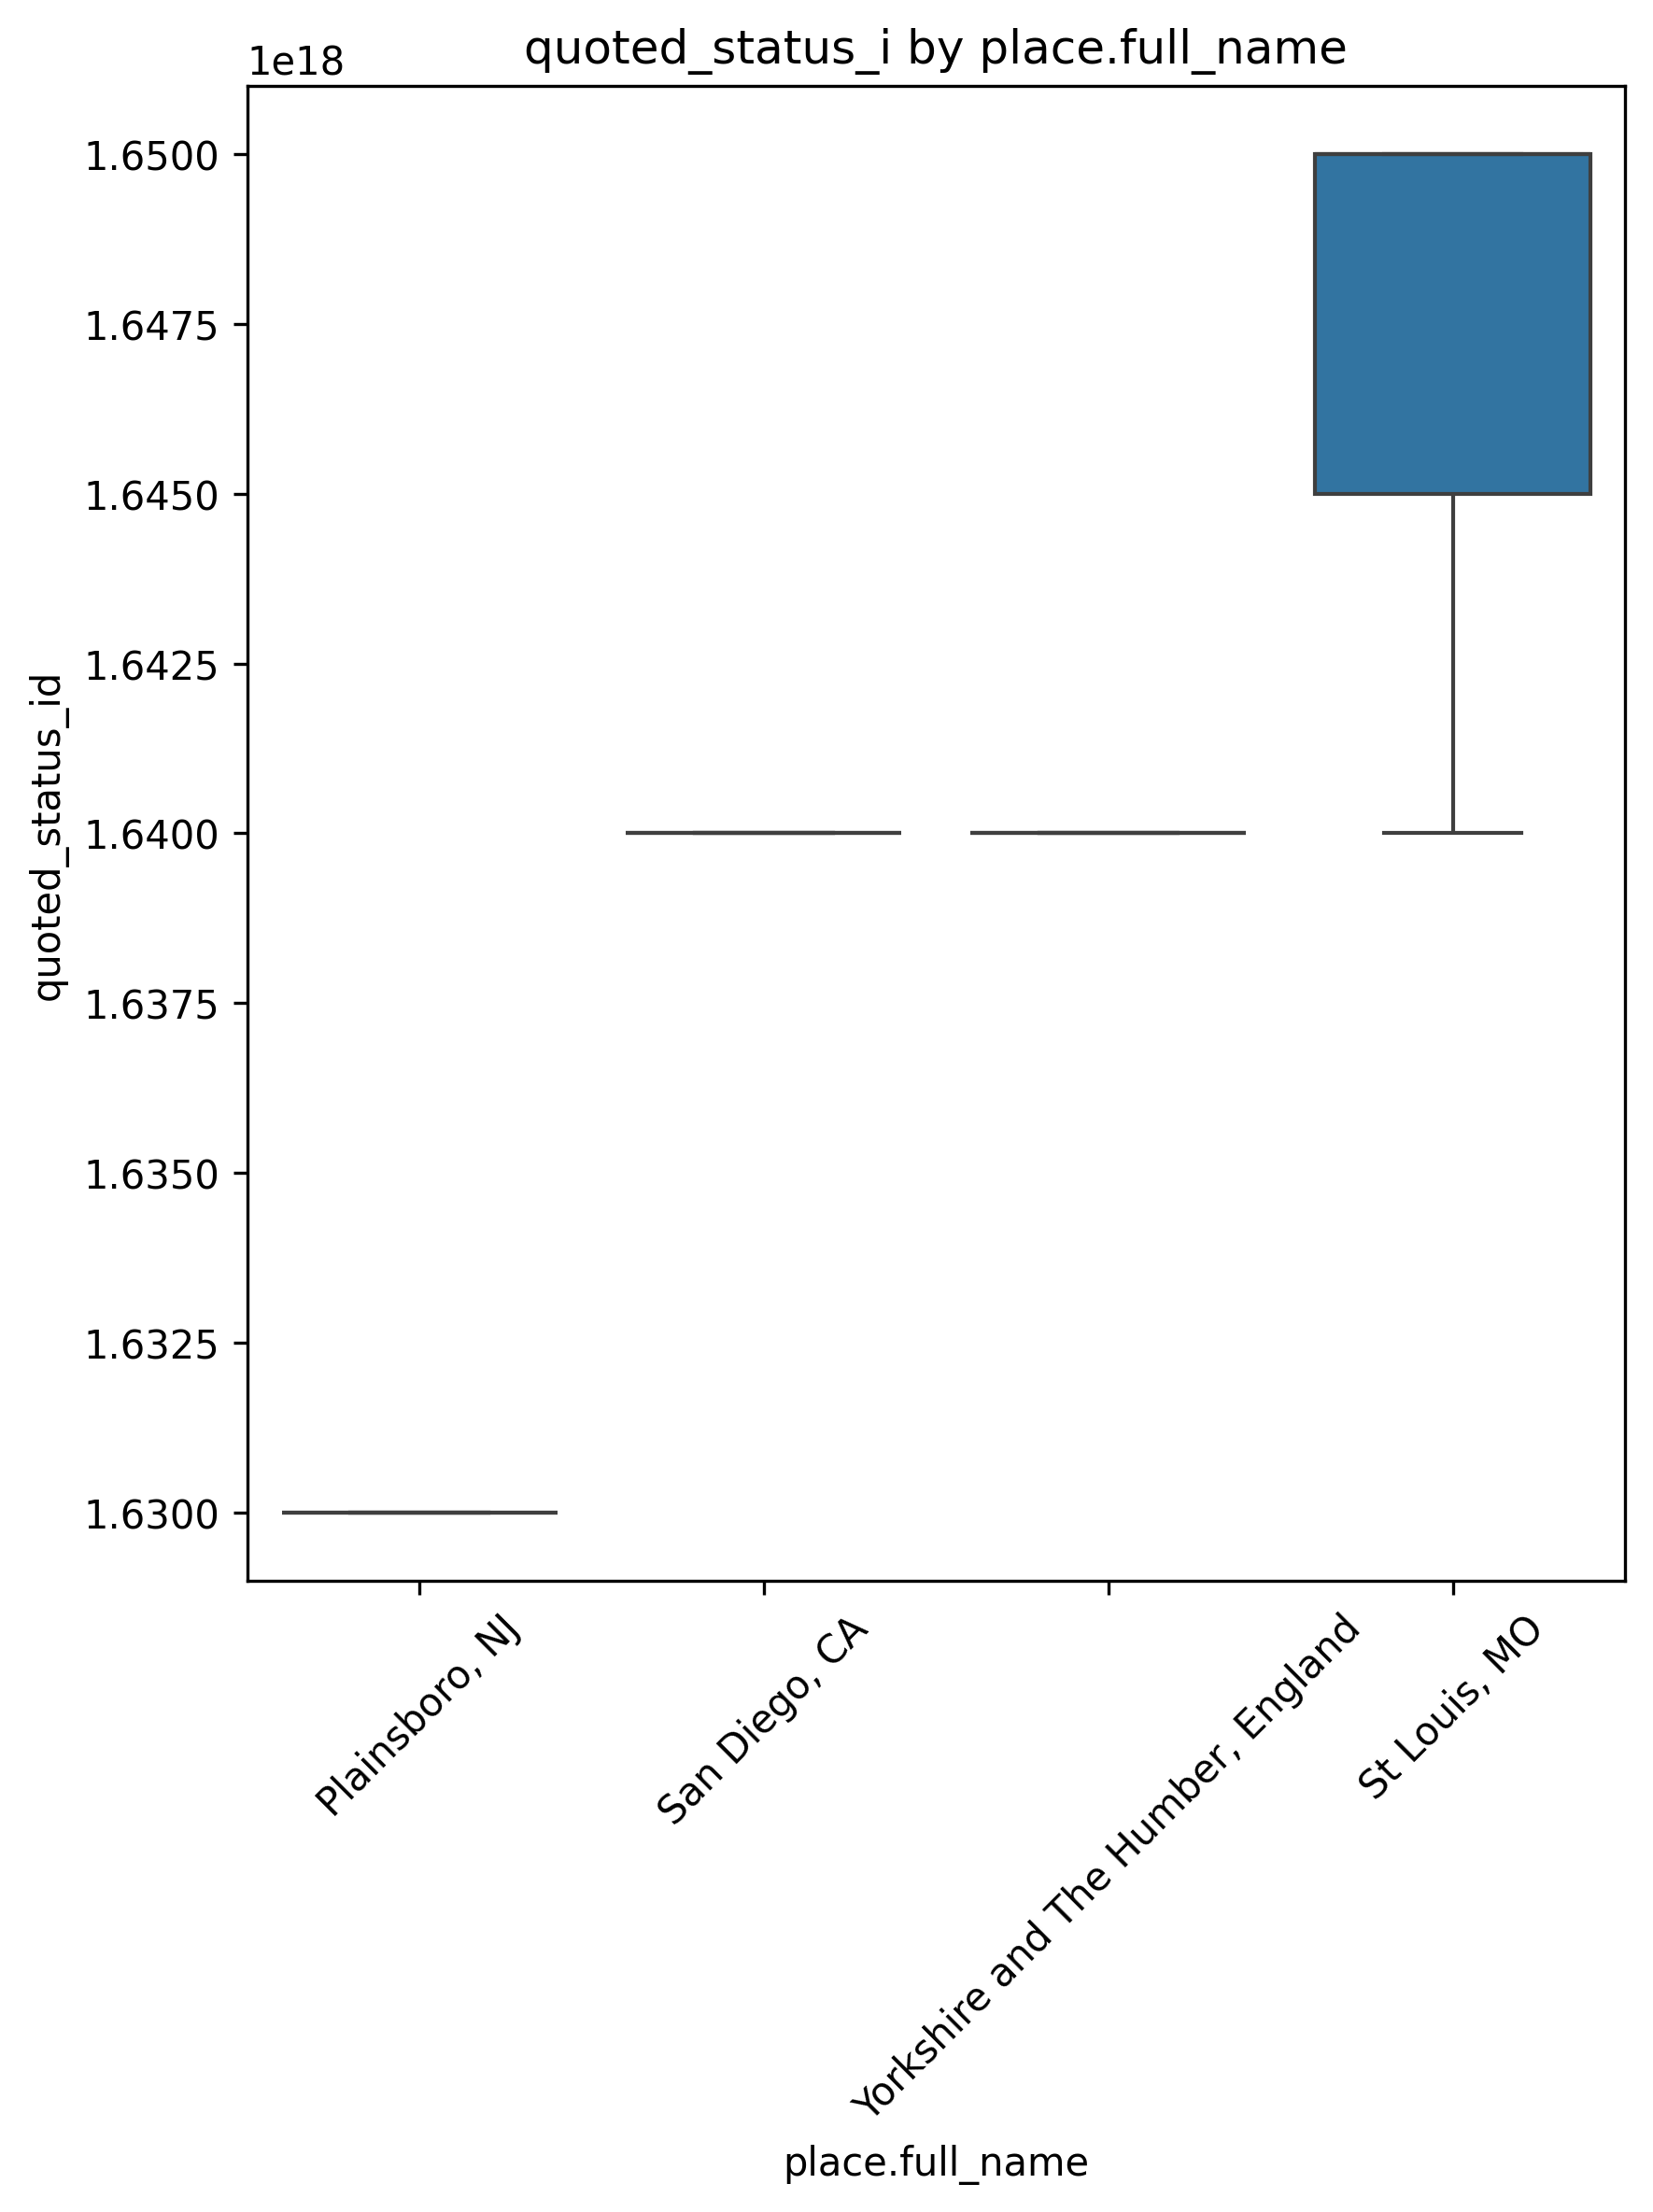 quoted_status_i by place.full_name
1e18
1.6500
1.6475
1.6450
1.6425
1.6400
1.6375
1.6350
1.6325
1.6300
quoted_status_id
Plainsboro, NJ
San Diego, CA
Yorkshire and The Humber, England
St Louis, MO
place.full_name